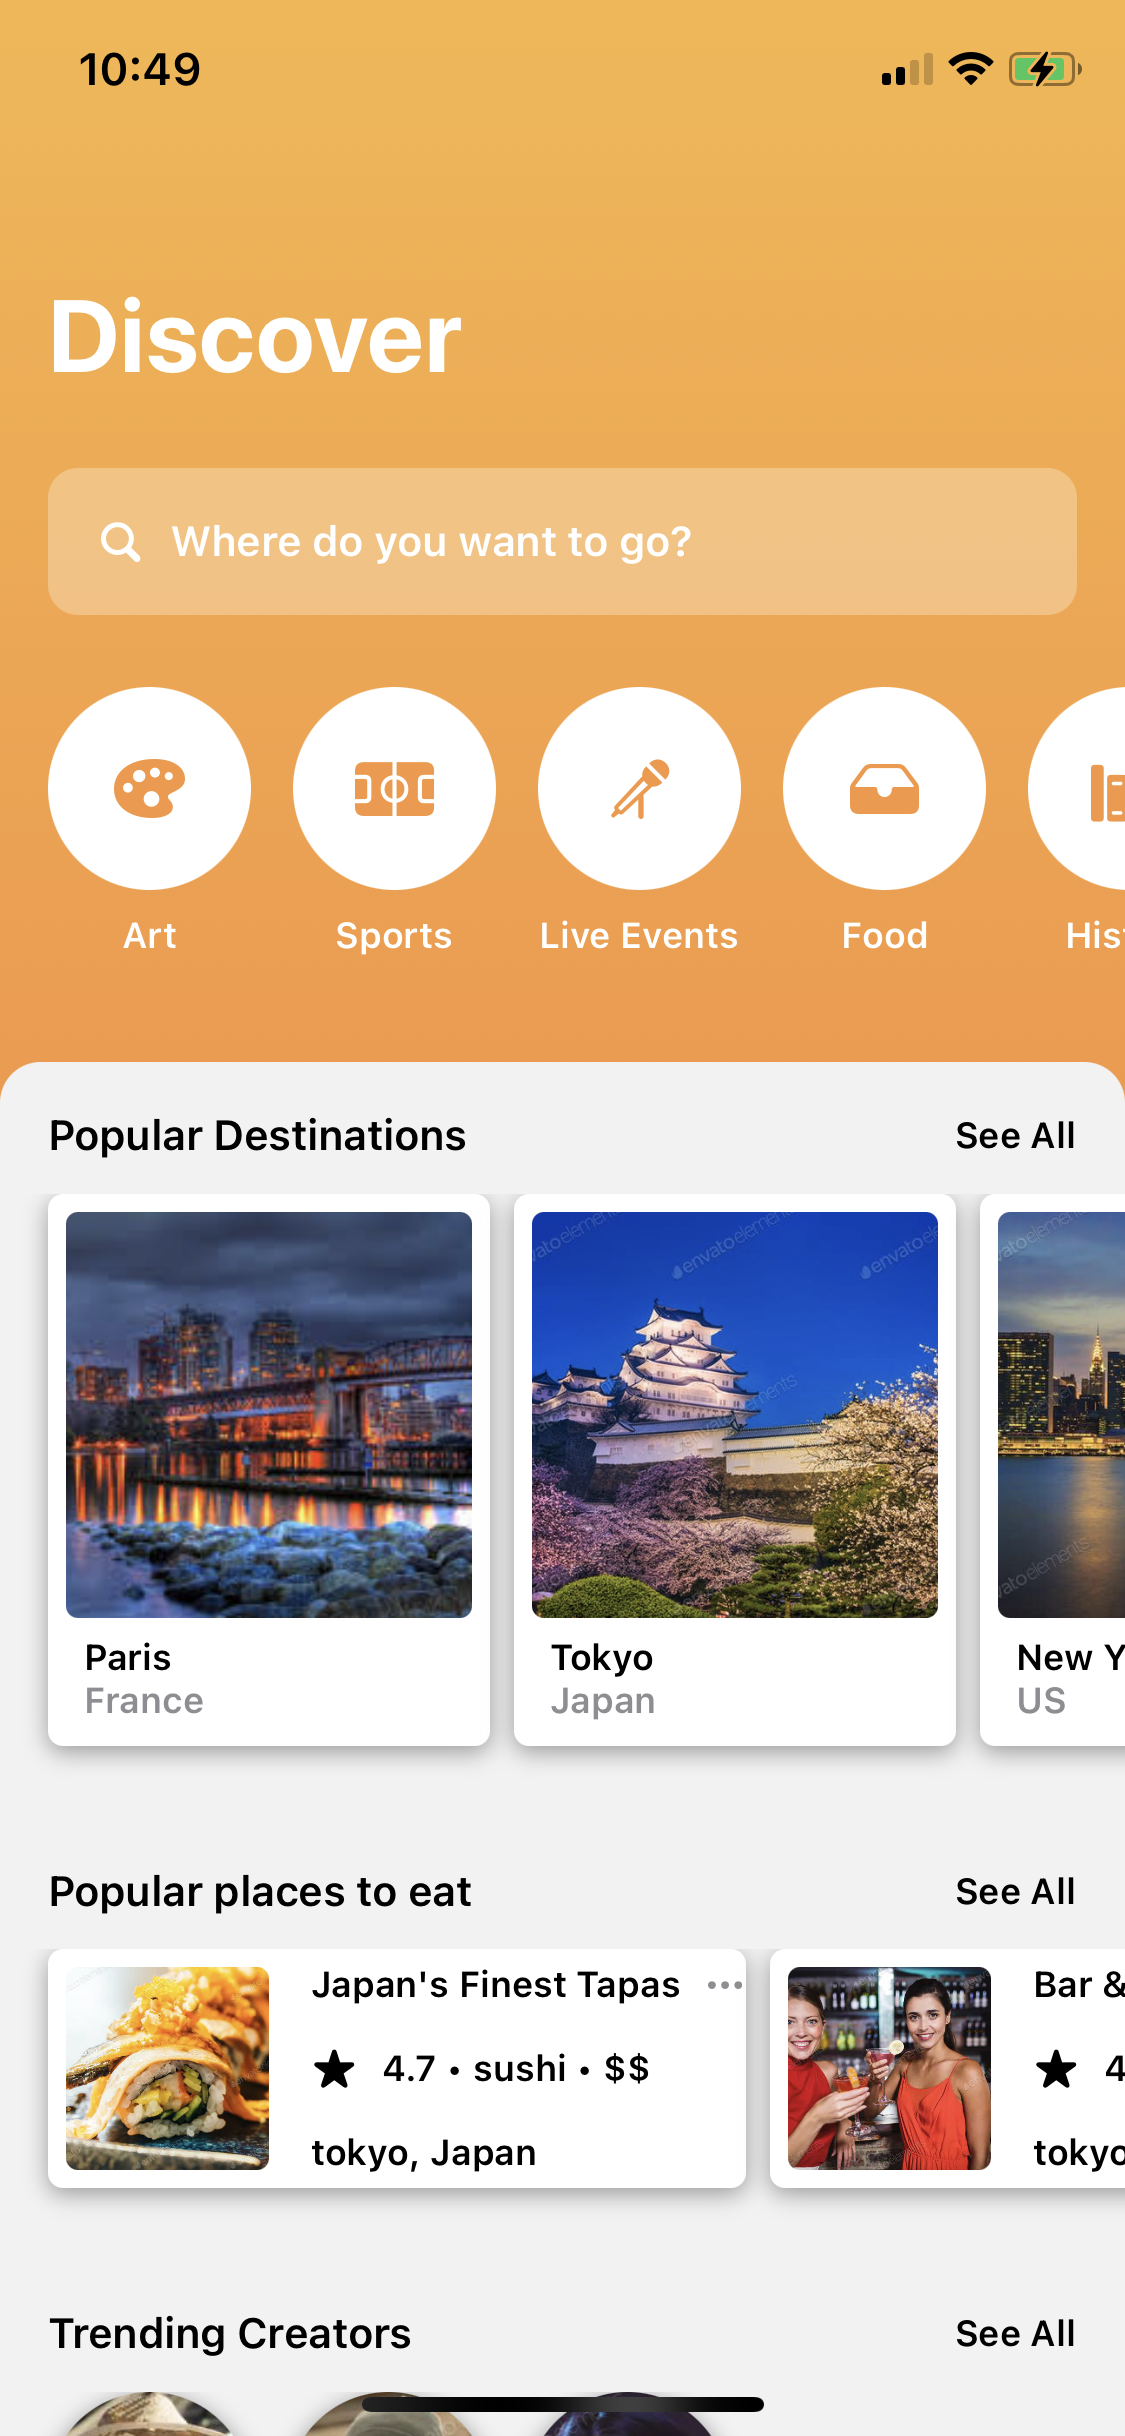 10:49
Discover
Where do you want to go?
Art
Sports
Live Events
Food
Popular Destinations
See All
envatoelements
Paris
France
Tokyo
Japan
New Y
US
Popular places to eat
See All
Japan's Finest Tapas
4.7 • sushi • $$
tokyo, Japan
Bar &
4
tokyo
Trending Creators
See All